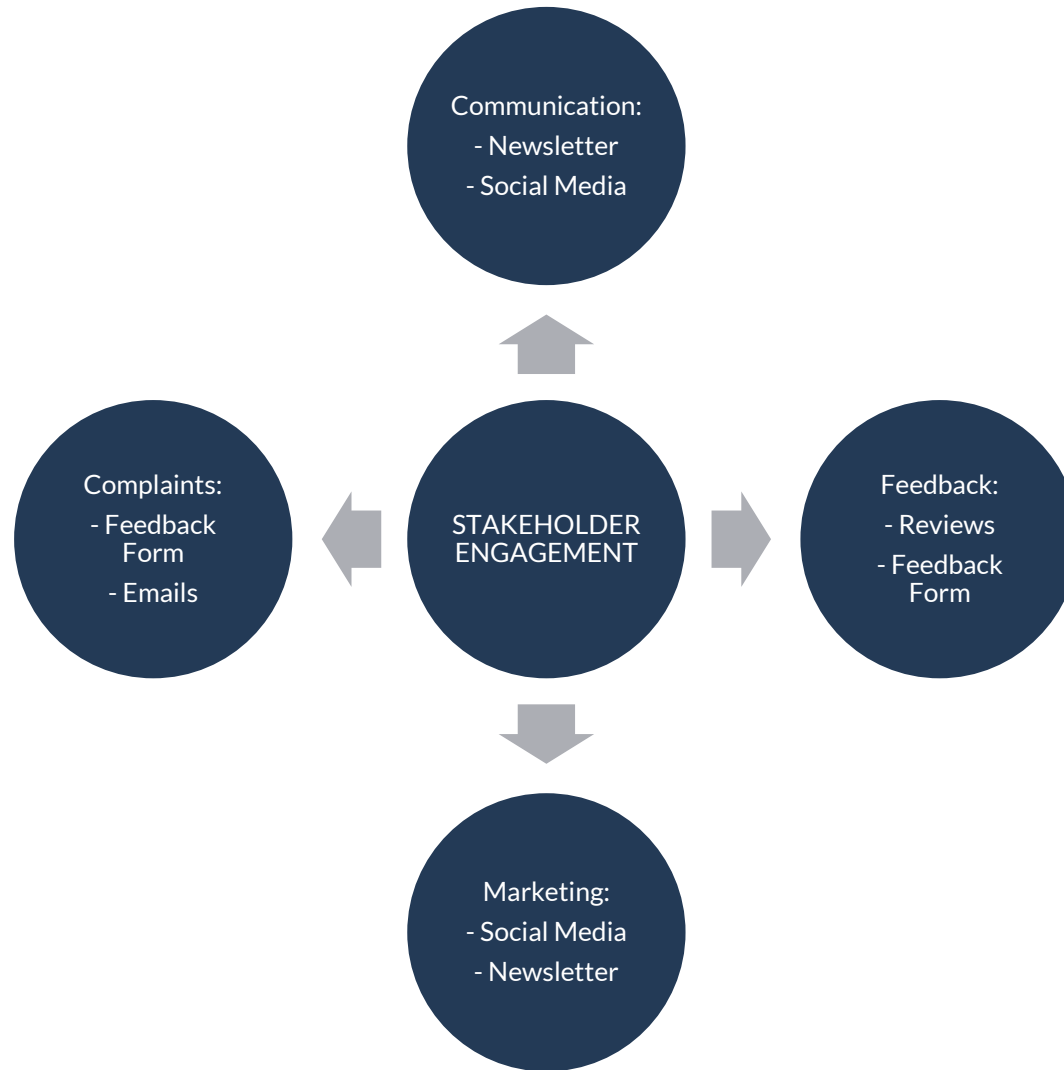 Communication:
- Newsletter
- Social Media
Complaints:
- Feedback
Form
- Emails
STAKEHOLDER
ENGAGEMENT
Feedback:
- Reviews
- Feedback
Form
Marketing:
- Social Media
- Newsletter